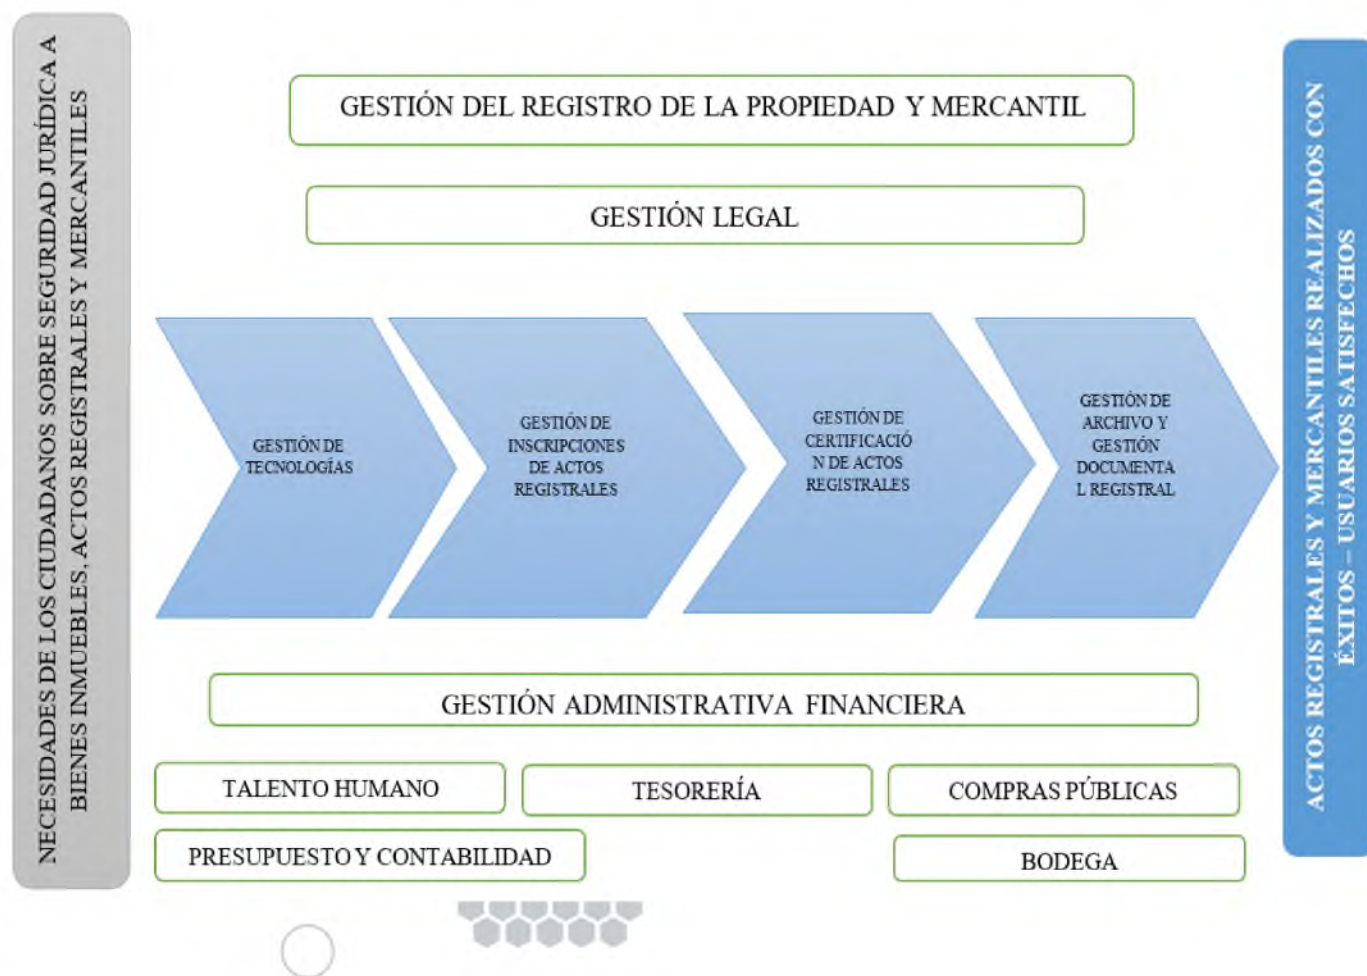 NECESIDADES DE LOS CIUDADANOS SOBRE SEGURIDAD JURÍDICA A
BIENES INMUEBLES, ACTOS REGISTRALES Y MERCANTILES
GESTIÓN DEL REGISTRO DE LA PROPIEDAD Y MERCANTIL
GESTIÓN LEGAL
GESTIÓN DE
TECNOLOGÍAS
GESTIÓN DE
INSCRIPCIONES
DE ACTOS
REGISTRALES
GESTIÓN DE
CERTIFICACIÓ
N DE ACTOS
REGISTRALES
GESTIÓN DE
ARCHIVO Y
GESTIÓN
DOCUMENTA
L REGISTRAL
GESTIÓN ADMINISTRATIVA FINANCIERA
TALENTO HUMANO
TESORERÍA
COMPRAS PÚBLICAS
PRESUPUESTO Y CONTABILIDAD
BODEGA
ACTOS REGISTRALES Y MERCANTILES REALIZADOS CON
ÉXITOS – USUARIOS SATISFECHOS